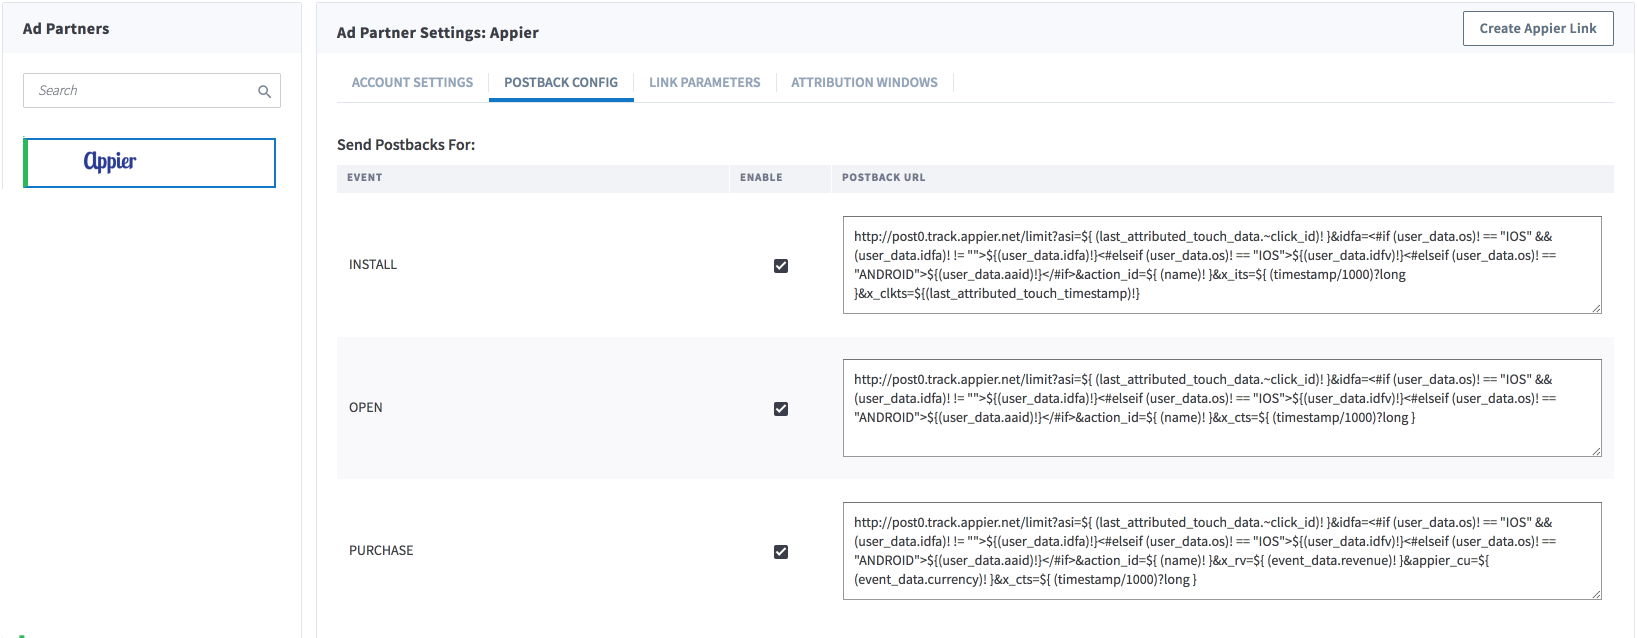 Ad Partners
Search
Appier
Ad Partner Settings: Appier
Create Appier Link
ACCOUNT SETTINGS
POSTBACK CONFIG
LINK PARAMETERS
ATTRIBUTION WINDOWS
Send Postbacks For:
EVENT
ENABLE
POSTBACK URL
INSTALL
http://post0.track.appier.net/limit?asi=${ (last_attributed_touch_data.~click_id)! }&idfa=<#if (user_data.os)! == "IOS" &&
(user_data.idfa)! != "">${(user_data.idfa)!}<#elseif (user_data.os)! == "IOS">${(user_data.idfv)!}<#elseif (user_data.os)! ==
"ANDROID">${(user_data.aaid)!}</#if>&action_id=${ (name)! }&x_its=${ (timestamp/1000)?long
}&x_clkts=${(last_attributed_touch_timestamp)!}
OPEN
http://post0.track.appier.net/limit?asi=${ (last_attributed_touch_data.~click_id)! }&idfa=<#if (user_data.os)! == "IOS" &&
(user_data.idfa)! != "">${(user_data.idfa)!}<#elseif (user_data.os)! == "IOS">${(user_data.idfv)!}<#elseif (user_data.os)! ==
"ANDROID">${(user_data.aaid)!}</#if>&action_id=${ (name)! }&x_cts=${ (timestamp/1000)?long }
PURCHASE
http://post0.track.appier.net/limit?asi=${ (last_attributed_touch_data.~click_id)! }&idfa=<#if (user_data.os)! == "IOS" &&
(user_data.idfa)! != "">${(user_data.idfa)!}<#elseif (user_data.os)! == "IOS">${(user_data.idfv)!}<#elseif (user_data.os)! ==
"ANDROID">${(user_data.aaid)!}</#if>&action_id=${ (name)! }&x_rv=${ (event_data.revenue)! }&appier_cu=${
(event_data.currency)! }&x_cts=${ (timestamp/1000)?long }